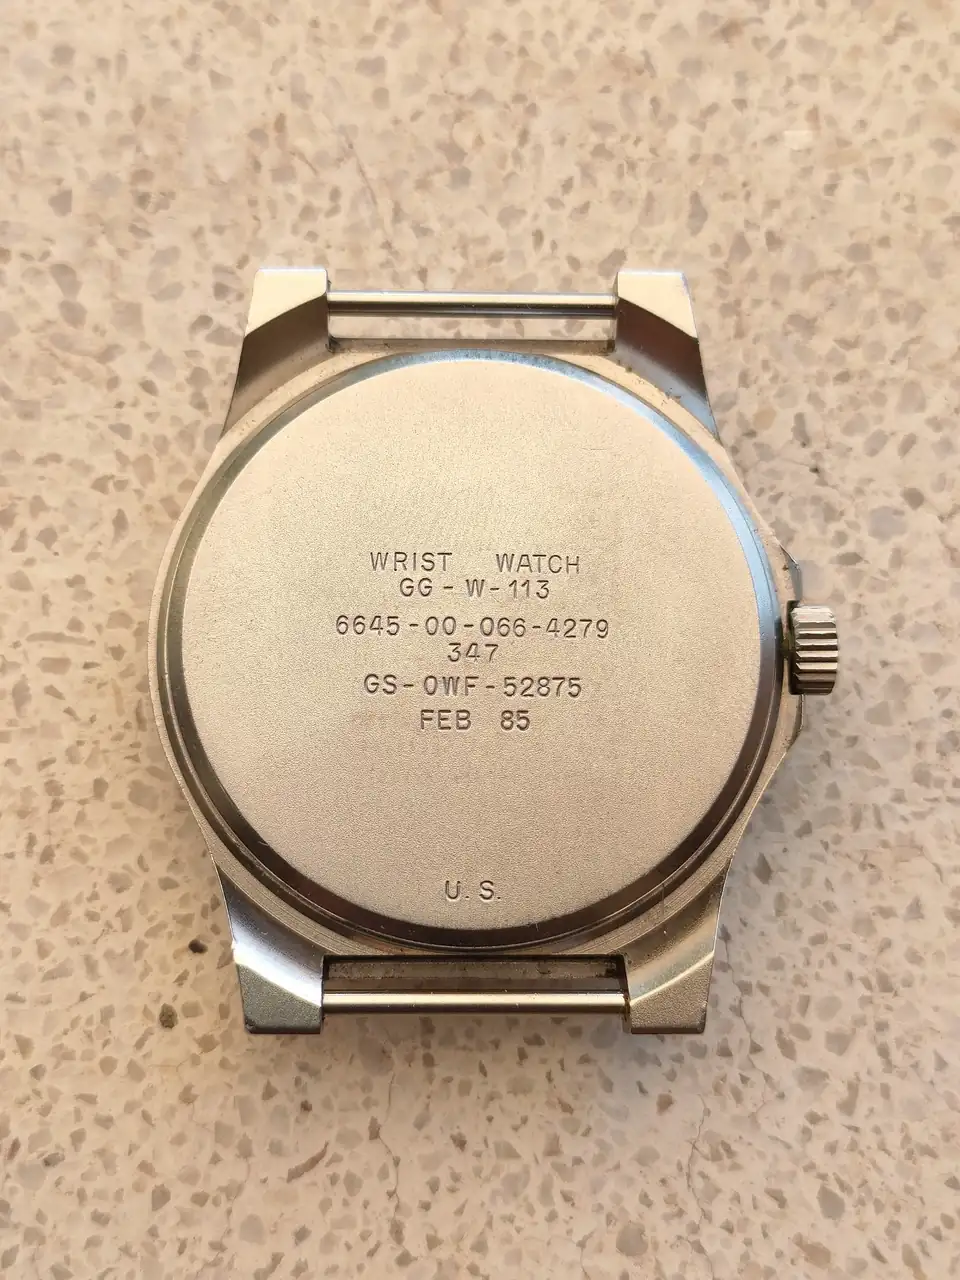 WRIST WATCH
GG-W-113
6645-00-066-4279
347
GS-OWF-52875
FEB 85
U.S.